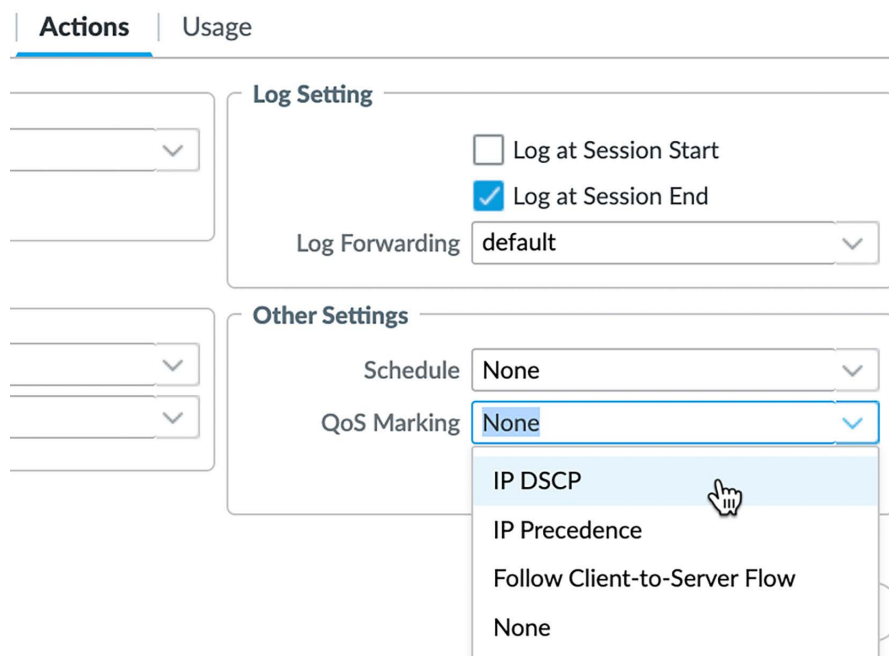 Actions
Usage
Log Setting
Log at Session Start
Log at Session End
Log Forwarding default
Other Settings
Schedule None
QoS Marking None
IP DSCP
IP Precedence
Follow Client-to-Server Flow
None